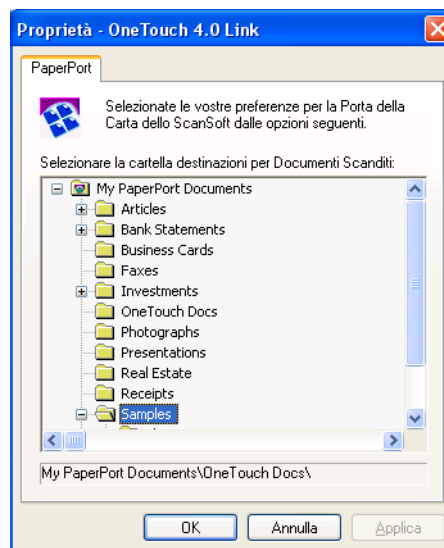 Proprietà - OneTouch 4.0 Link
PaperPort
Selezionate le vostre preferenze per la Porta della
Carta dello ScanSoft dalle opzioni seguenti.
Selezionare la cartella destinazioni per Documenti Scanditi:
My PaperPort Documents
Articles
Bank Statements
Business Cards
Faxes
Investments
OneTouch Docs
Photographs
Presentations
Real Estate
Receipts
Samples
My PaperPort Documents\OneTouch Docs\
OK Annulla Applica